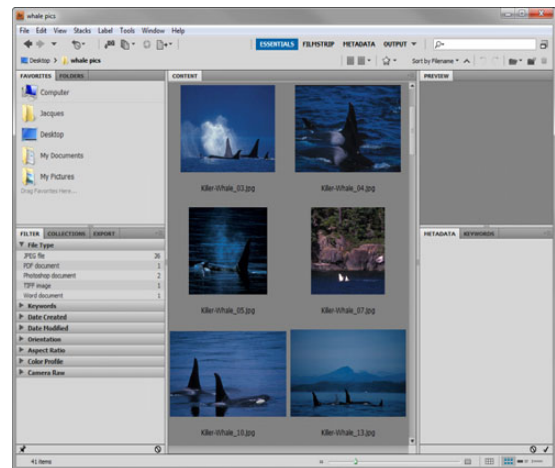 whale pics
File Edit View Stacks Label Tools Window Help
ESSENTIALS FILMSTRIP METADATA OUTPUT
Desktop whale pics
Sort by Filename
FAVORITES FOLDERS
Computer
Jacques
Desktop
My Documents
My Pictures
Drag Favorites Here...
FILTER COLLECTIONS EXPORT
File Type
JPEG file 36
PDF document 1
Photoshop document 2
TIFF image 1
Word document 1
Keywords
Date Created
Date Modified
Orientation
Aspect Ratio
Color Profile
Camera Raw
CONTENT
Killer-Whale_03.jpg Killer-Whale_04.jpg
Killer-Whale_05.jpg Killer-Whale_07.jpg
Killer-Whale_10.jpg Killer-Whale_13.jpg
PREVIEW
METADATA KEYWORDS
41 items